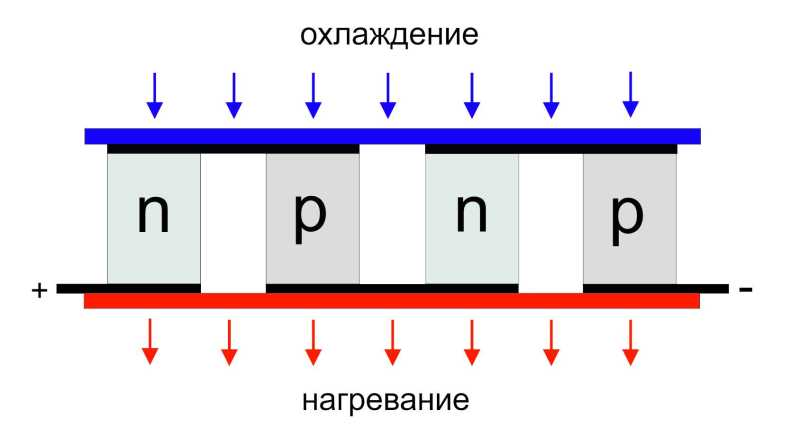 охлаждение
n p n p
+ -
нагревание